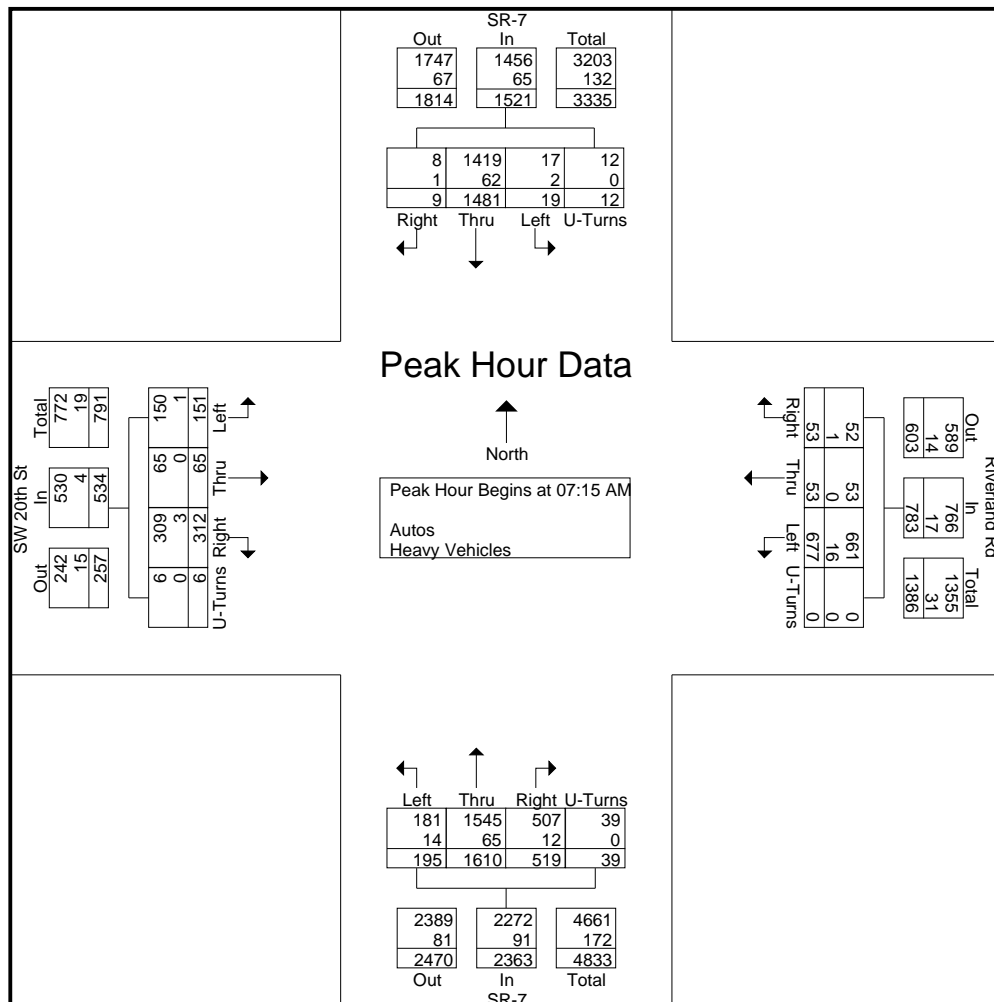 SR-7
Out In Total
1747 1456 3203
67 65 132
1814 1521 3335
8 1419 17 12
1 62 2 0
9 1481 19 12
Right Thru Left U-Turns
Peak Hour Data
North
Peak Hour Begins at 07:15 AM
Autos
Heavy Vehicles
SW 20th St
Out In Total
242 530 772
15 4 19
257 534 791
6 309 65 150
0 3 0 1
6 312 65 151
U-Turns Right Thru Left
Riverland Rd
Out In Total
589 766 1355
14 17 31
603 783 1386
52 53 661 0
1 0 16 0
53 53 677 0
Right Thru Left U-Turns
Left Thru Right U-Turns
181 1545 507 39
14 65 12 0
195 1610 519 39
2389 2272 4661
81 91 172
2470 2363 4833
Out In Total
SR-7